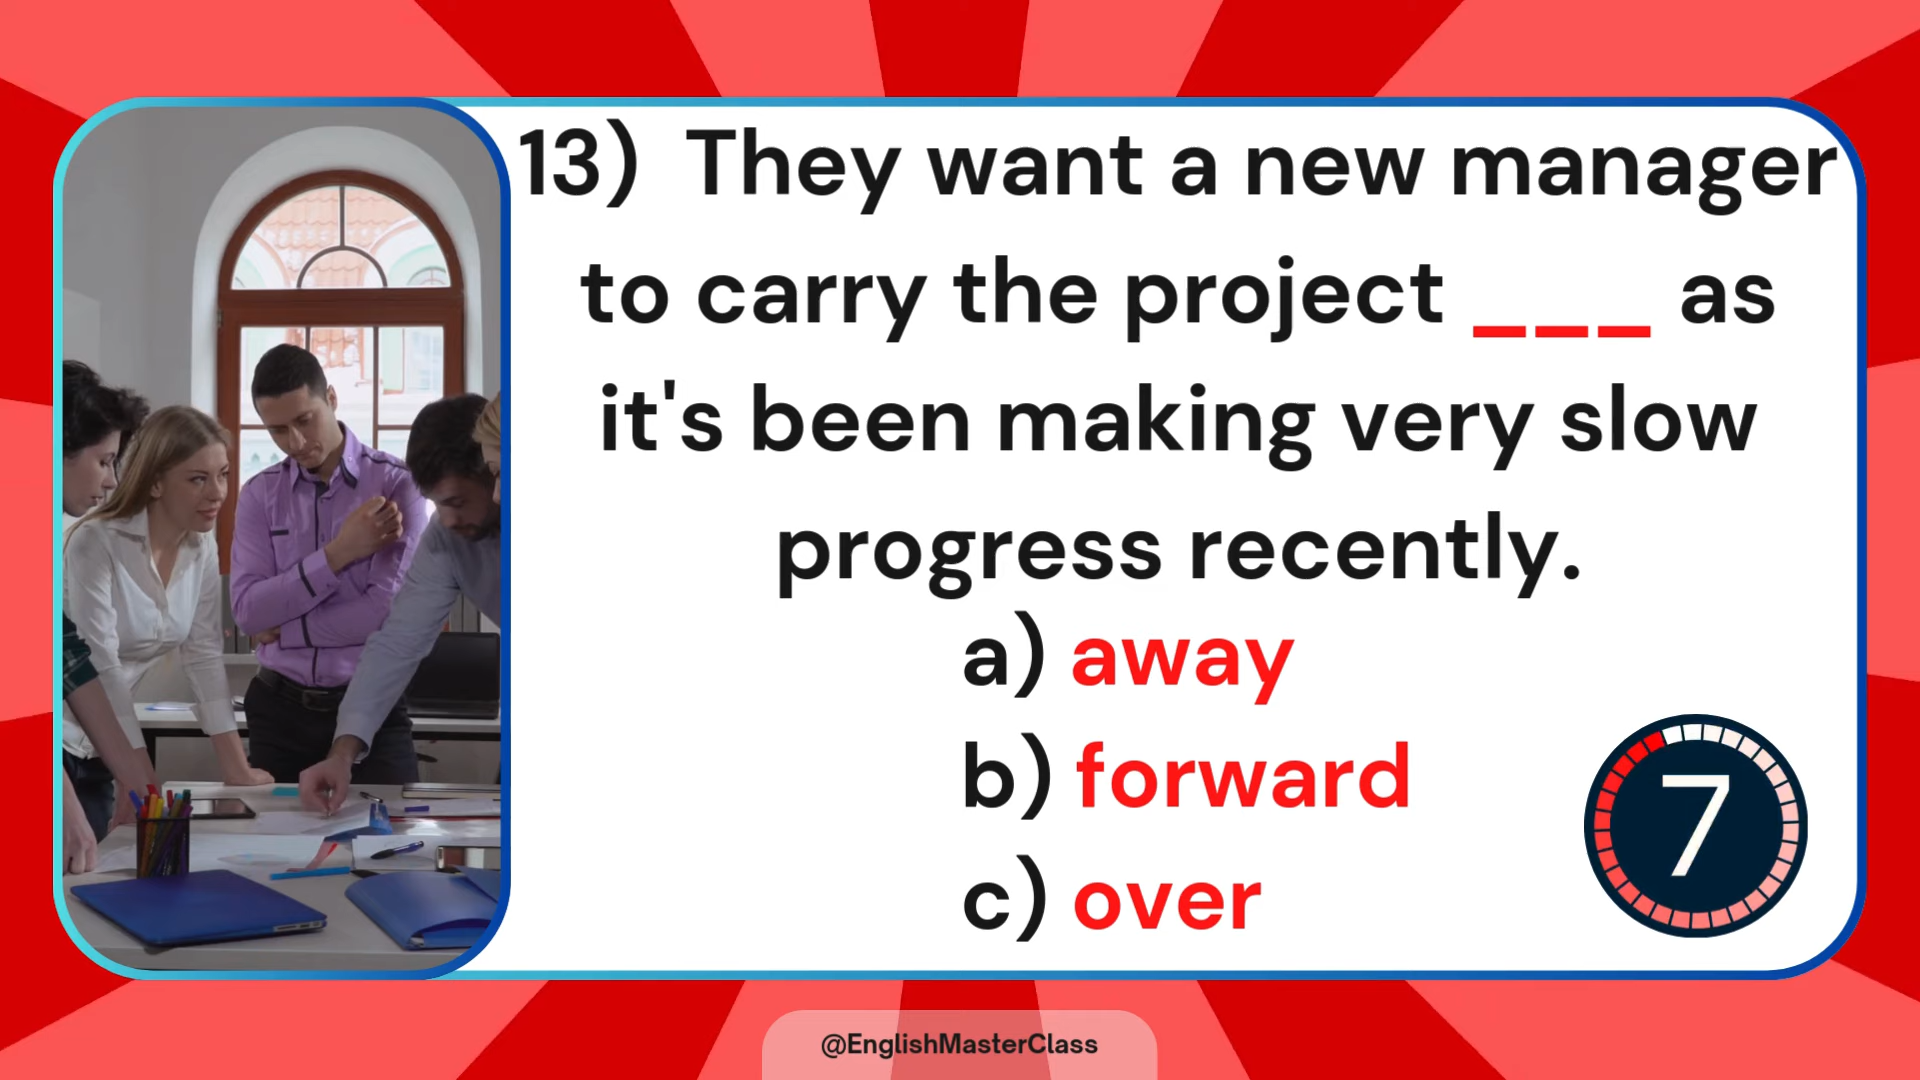 13) They want a new manager
to carry the project ___ as
it's been making very slow
progress recently.
a) away
b) forward
c) over
7
@EnglishMasterClass